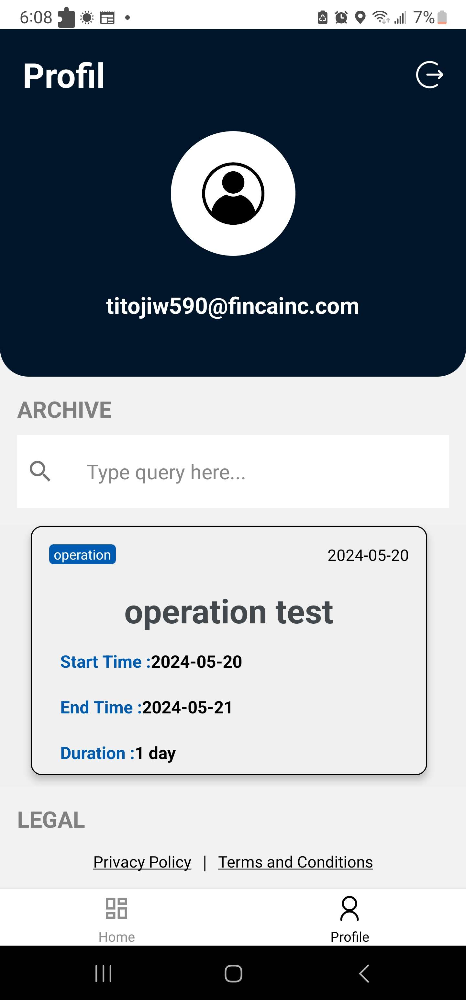 6:08 7%
Profil
titojiw590@fincainc.com
ARCHIVE
Type query here...
operation 2024-05-20
operation test
Start Time :2024-05-20
End Time :2024-05-21
Duration :1 day
LEGAL
Privacy Policy | Terms and Conditions
Home Profile